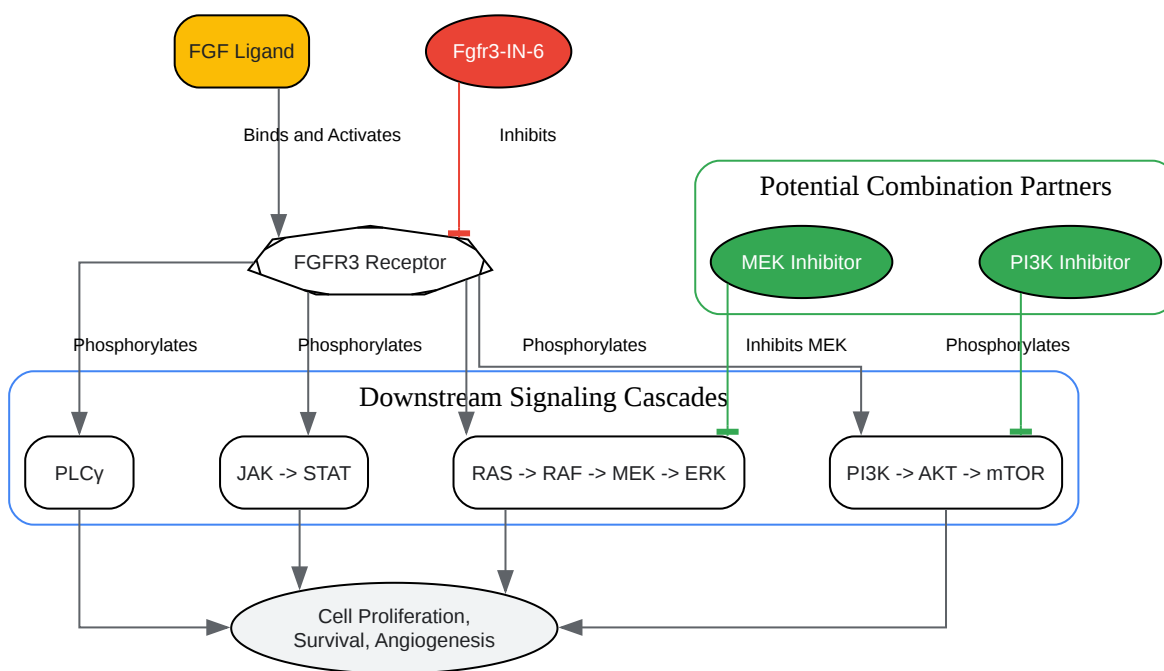 FGF Ligand
Fgfr3-IN-6
Binds and Activates
Inhibits
Potential Combination Partners
FGFR3 Receptor
MEK Inhibitor
PI3K Inhibitor
Phosphorylates
Phosphorylates
Phosphorylates
Inhibits MEK
Phosphorylates
Downstream Signaling Cascades
PLCγ
JAK -> STAT
RAS -> RAF -> MEK -> ERK
PI3K -> AKT -> mTOR
Cell Proliferation,
Survival, Angiogenesis